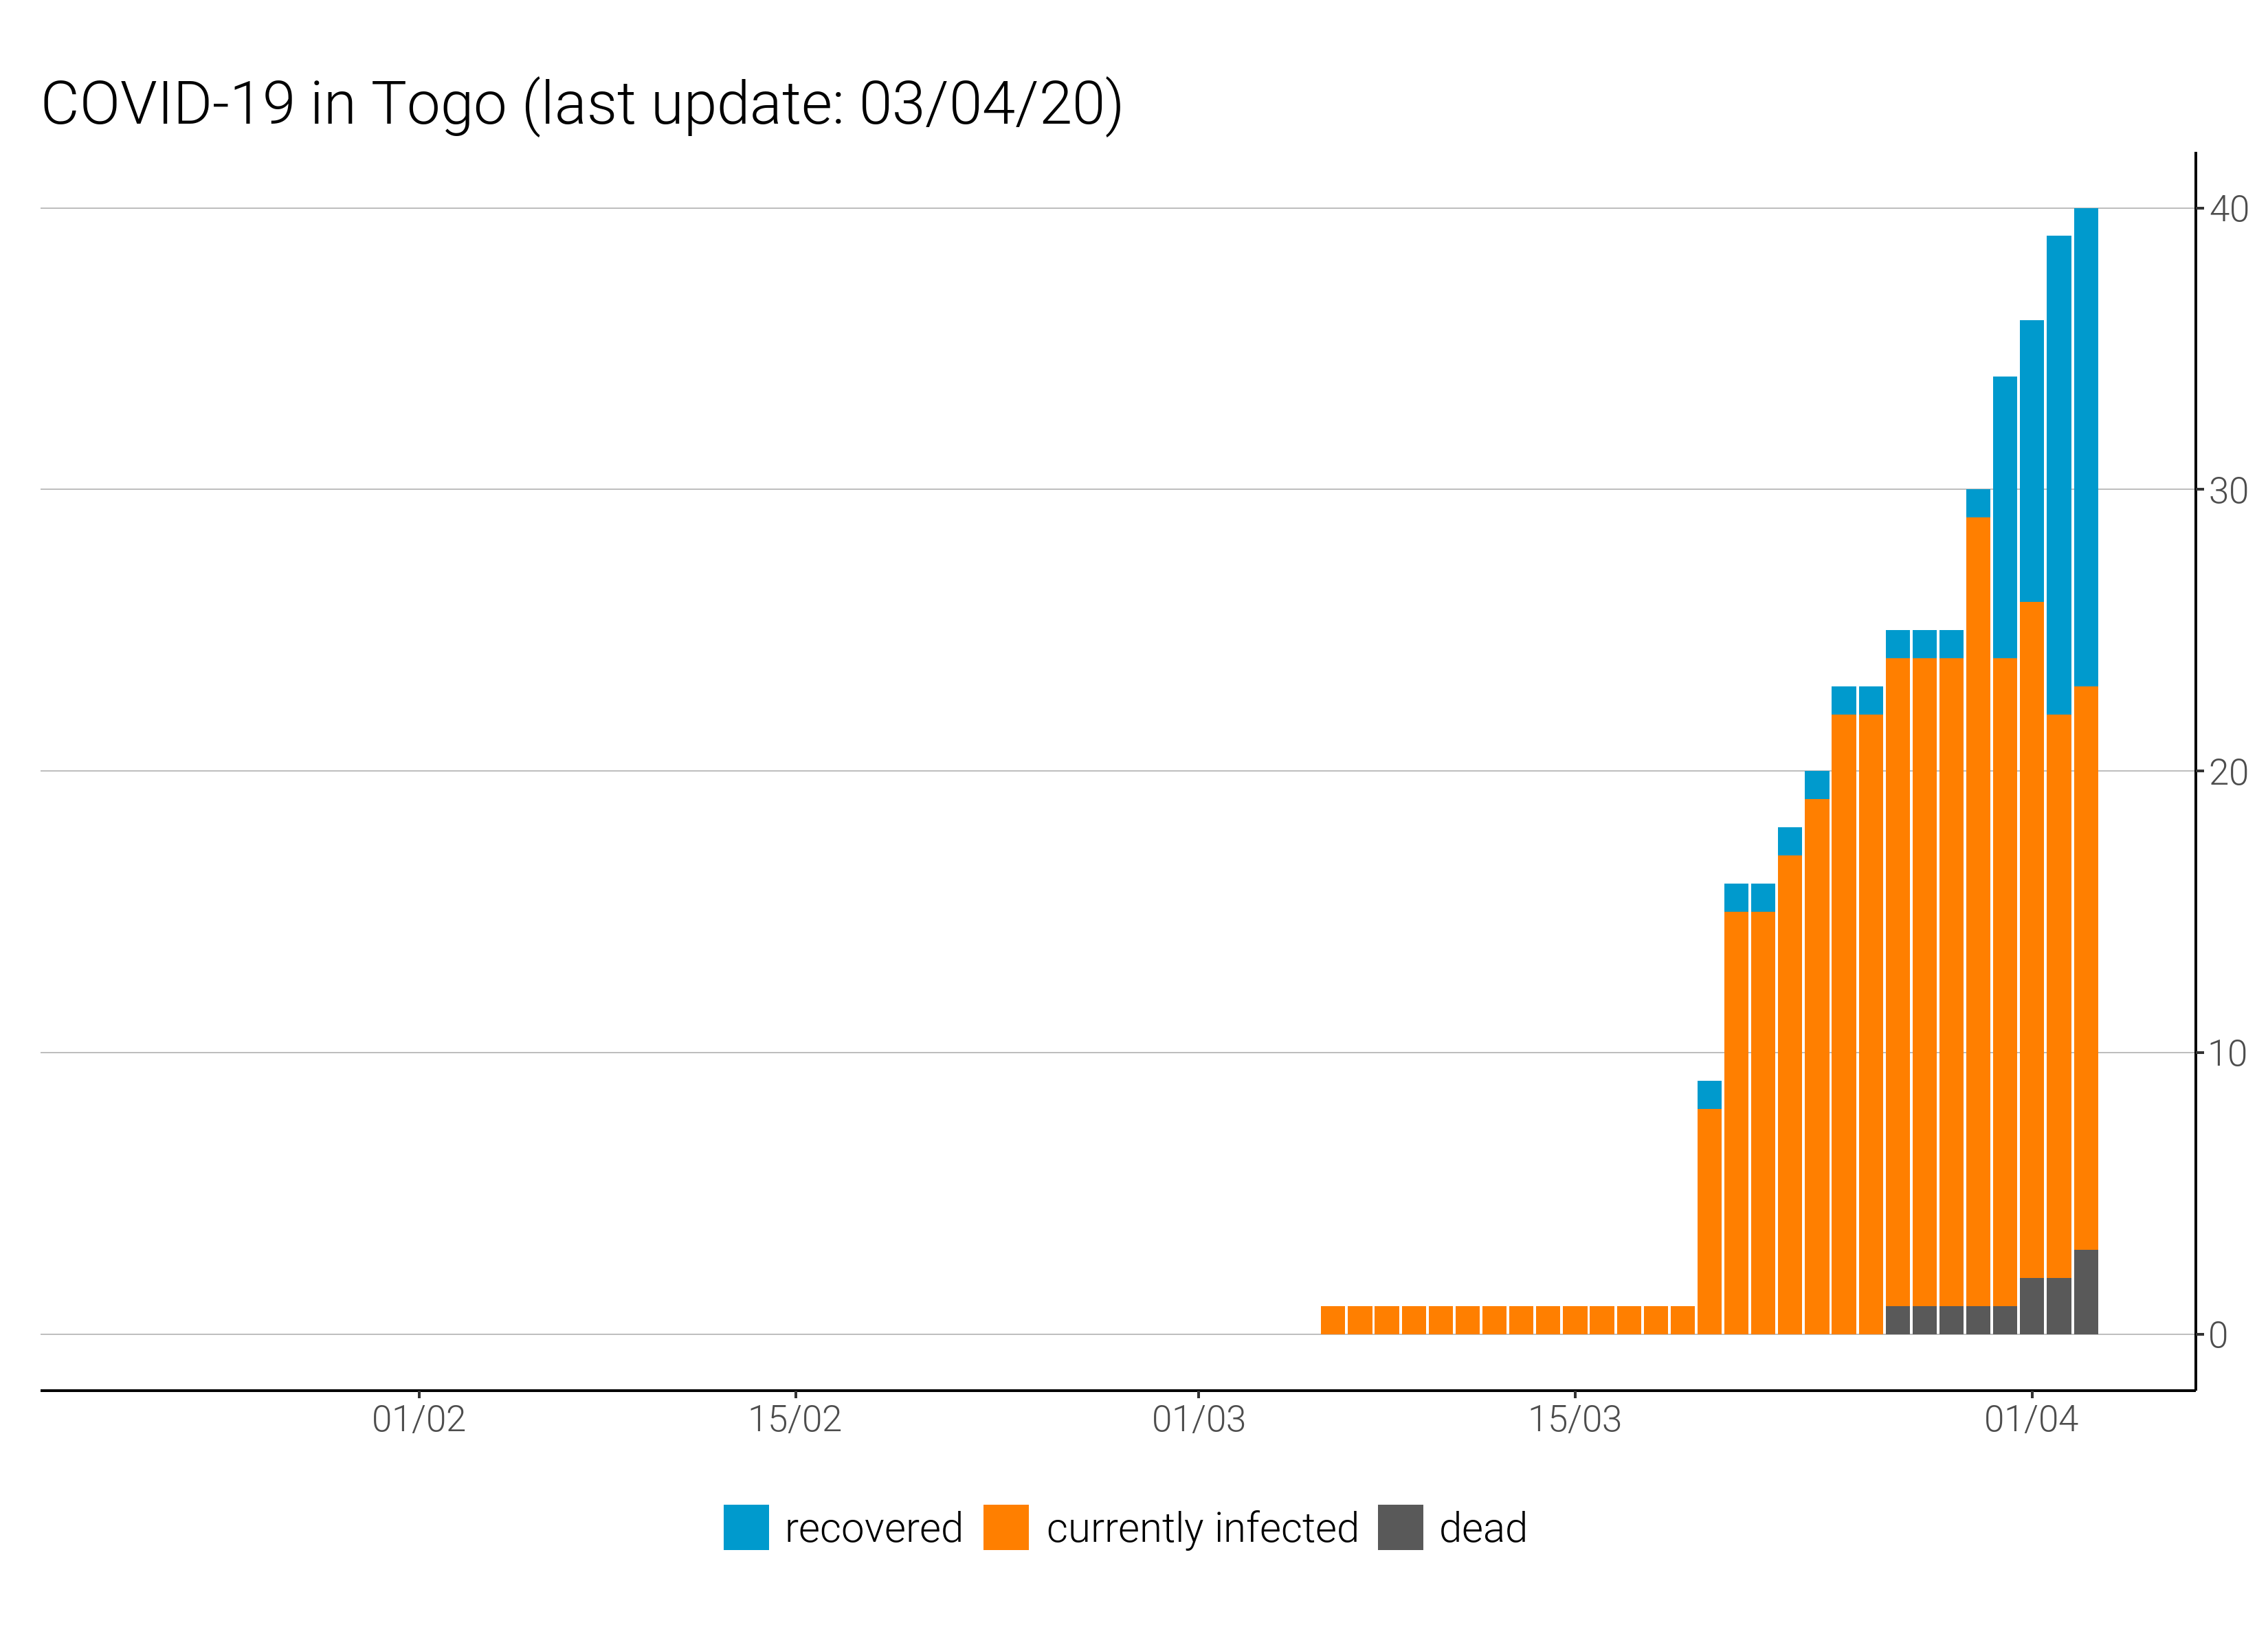 COVID-19 in Togo (last update: 03/04/20)
40
30
20
10
0
01/02 15/02 01/03 15/03 01/04
recovered currently infected dead